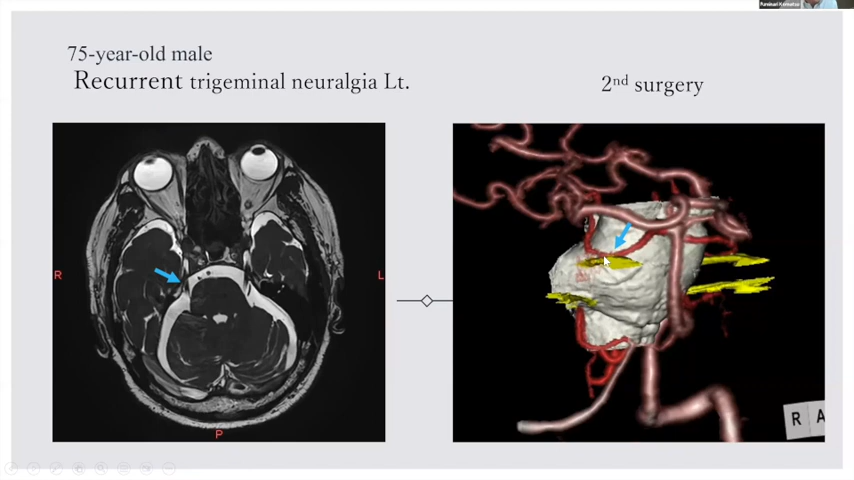 75-year-old male
Recurrent trigeminal neuralgia Lt.
2nd surgery
R
L
P
R A